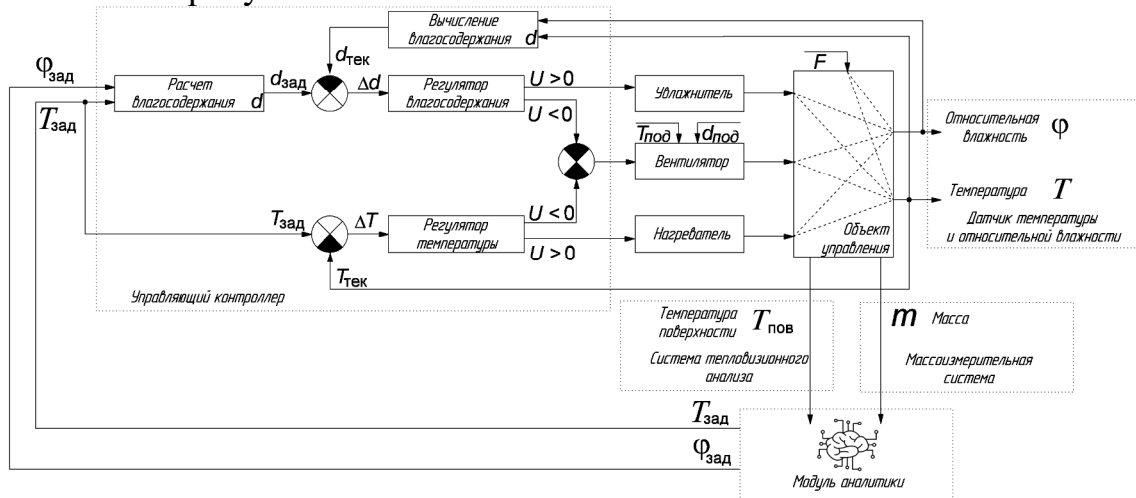 Вычисление
влагосодержания d
dтек
φзад
Расчет
влагосодержания d
dзад
Δd
Регулятор
влагосодержания
U > 0
U < 0
Увлажнитель
F
Tзад
Tпод
dпод
Вентилятор
Относительная
влажность φ
Температура T
Датчик температуры
и относительной влажности
Tзад
ΔT
Регулятор
температуры
U < 0
U > 0
Нагреватель
Объект
управления
Tтек
Управляющий контроллер
Температура
поверхности Tпов
Система тепловизионного
анализа
m Масса
Массоизмерительная
система
Tзад
φзад
Модуль аналитики